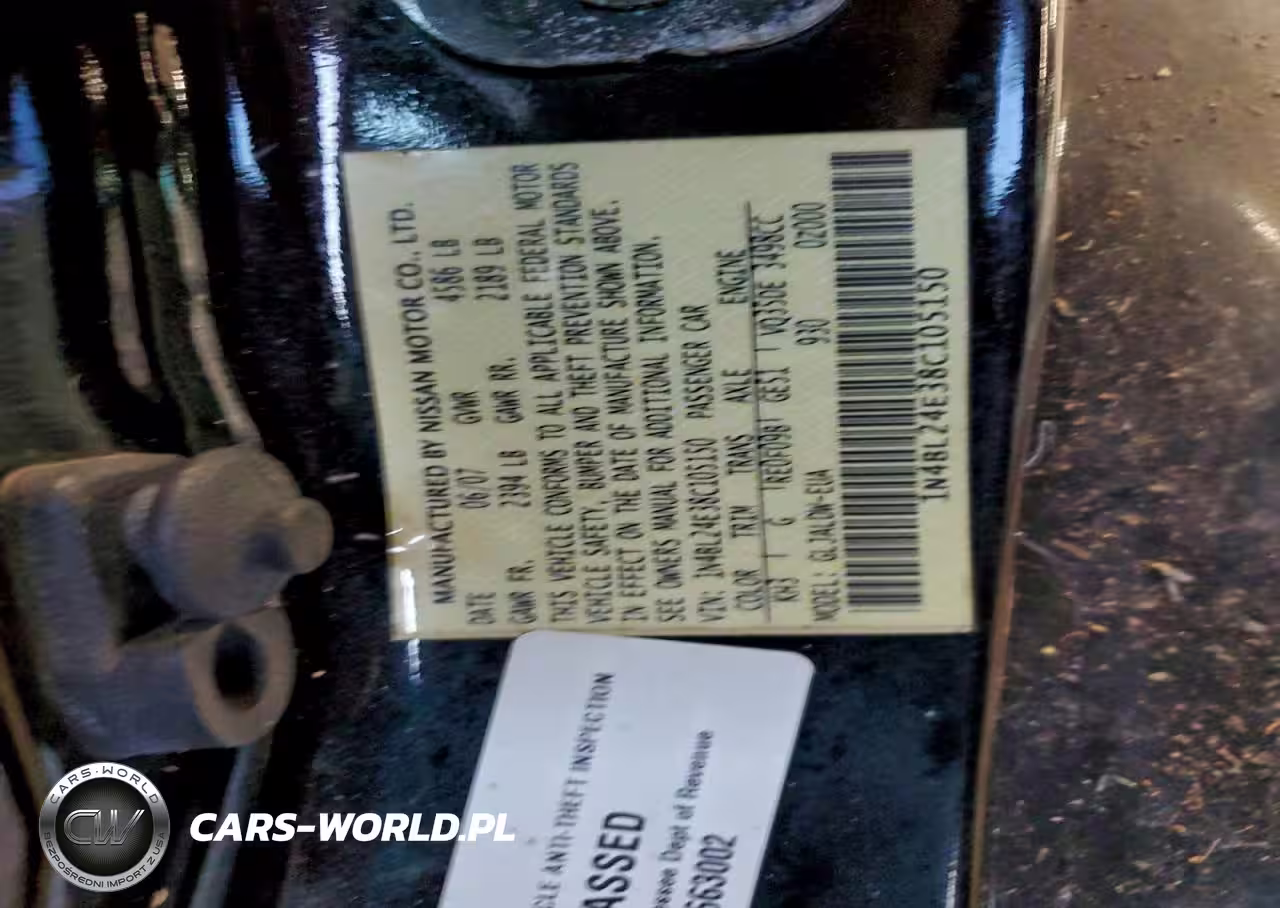 MANUFACTURED BY NISSAN MOTOR CO., LTD.
DATE 06/07 GVWR 4586 LB
GAWR FR. 2394 LB GAWR RR. 2189 LB
THIS VEHICLE CONFORMS TO ALL APPLICABLE FEDERAL MOTOR
VEHICLE SAFETY, BUMPER AND THEFT PREVENTION STANDARDS
IN EFFECT ON THE DATE OF MANUFACTURE SHOWN ABOVE.
SEE OWNERS MANUAL FOR ADDITIONAL INFORMATION.
VIN: 1N4BL24E38C105150 PASSENGER CAR
COLOR TRIM TRANS AXLE ENGINE
KH3 G RE0F09B GE51 VQ35DE 3498CC
930 02000
1N4BL24E38C105150
ANTI-THEFT INSPECTION
ASSED
Dept of Revenue
563002
CARS-WORLD
CW
BEZPOŚREDNI IMPORT Z USA
CARS-WORLD.PL